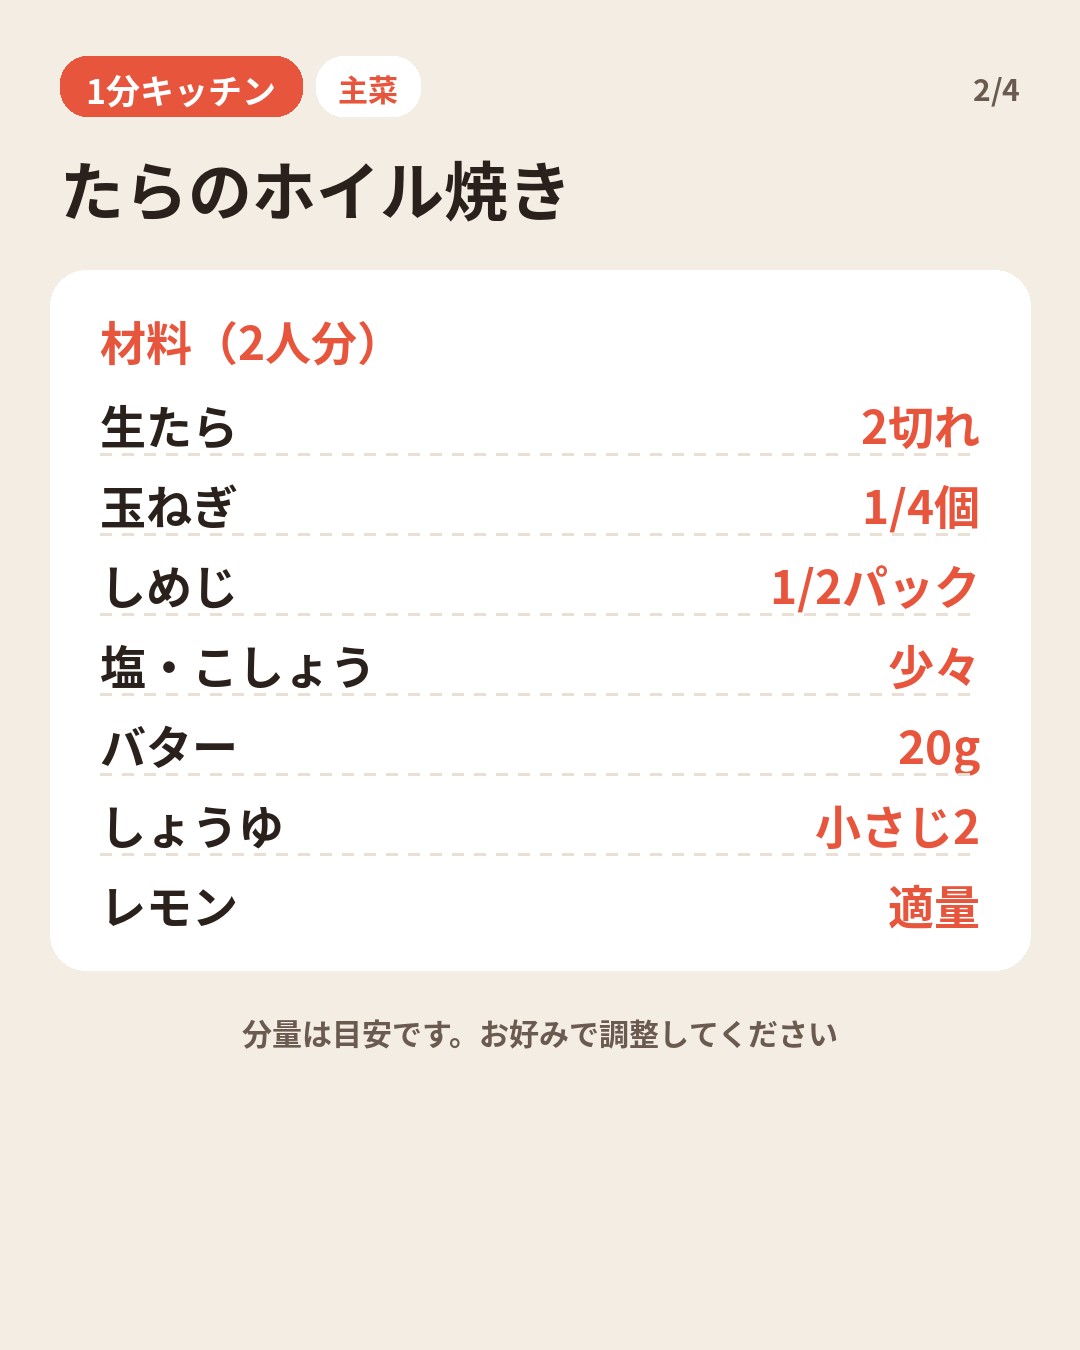 1分キッチン 主菜 2/4
たらのホイル焼き
材料（2人分）
生たら 2切れ
玉ねぎ 1/4個
しめじ 1/2パック
塩・こしょう 少々
バター 20g
しょうゆ 小さじ2
レモン 適量
分量は目安です。お好みで調整してください